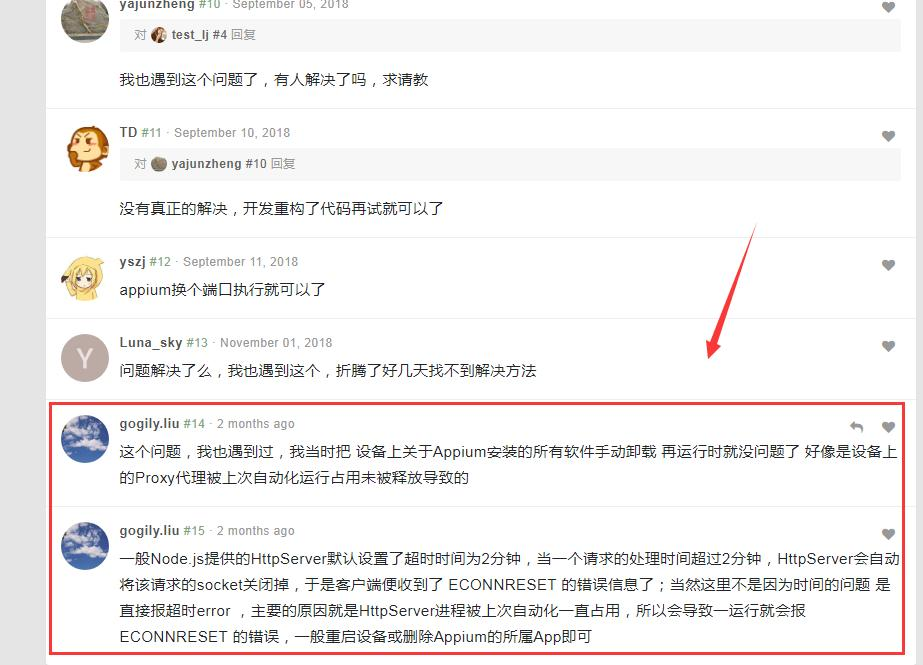 yajunzheng #10 · September 05, 2018
对 test_lj #4 回复
我也遇到这个问题了，有人解决了吗，求请教
TD #11 · September 10, 2018
对 yajunzheng #10 回复
没有真正的解决，开发重构了代码再试就可以了
yszj #12 · September 11, 2018
appium换个端口执行就可以了
Y
Luna_sky #13 · November 01, 2018
问题解决了么，我也遇到这个，折腾了好几天找不到解决方法
gogily.liu #14 · 2 months ago
这个问题，我也遇到过，我当时把 设备上关于Appium安装的所有软件手动卸载 再运行时就没问题了 好像是设备上
的Proxy代理被上次自动化运行占用未被释放导致的
gogily.liu #15 · 2 months ago
一般Node.js提供的HttpServer默认设置了超时时间为2分钟，当一个请求的处理时间超过2分钟，HttpServer会自动
将该请求的socket关闭掉，于是客户端便收到了 ECONNRESET 的错误信息了；当然这里不是因为时间的问题 是
直接报超时error ，主要的原因就是HttpServer进程被上次自动化一直占用，所以会导致一运行就会报
ECONNRESET 的错误，一般重启设备或删除Appium的所属App即可